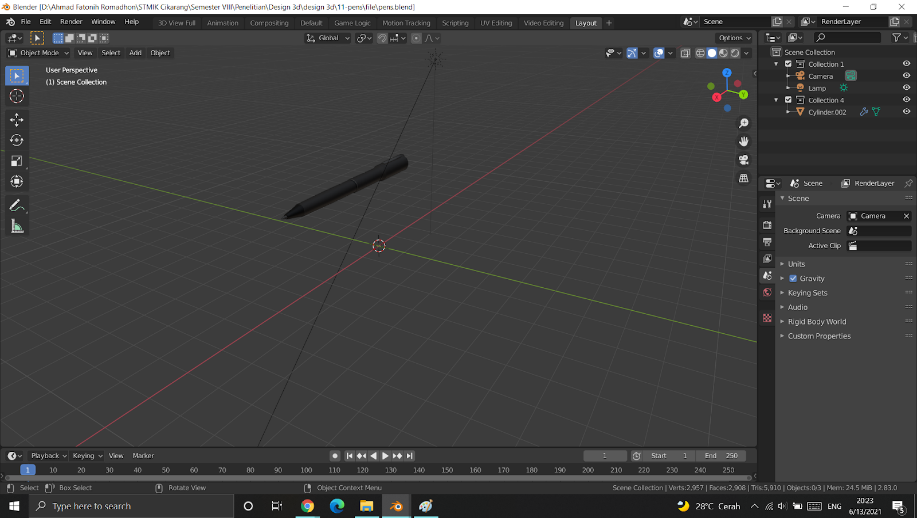 Blender [D:\Ahmad Fatonih Romadhon\STMIK Cikarang\Semester VIII\Penelitian\Design 3d\design 3d\11-pens\file\pens.blend]
File Edit Render Window Help 3D View Full Animation Compositing Default Game Logic Motion Tracking Scripting UV Editing Video Editing Layout + Scene RenderLayer
Global Options
Object Mode View Select Add Object
User Perspective
(1) Scene Collection
Z
Y
X
Scene Collection
Collection 1
Camera
Lamp
Collection 4
Cylinder.002
Scene RenderLayer
Scene
Camera Camera
Background Scene
Active Clip
Units
Gravity
Keying Sets
Audio
Rigid Body World
Custom Properties
Playback Keying View Marker 1 Start 1 End 250
1 10 20 30 40 50 60 70 80 90 100 110 120 130 140 150 160 170 180 190 200 210 220 230 240 250
Select Box Select Rotate View Object Context Menu Scene Collection | Verts:2,957 | Faces:2,908 | Tris:5,910 | Objects:0/3 | Mem: 24.5 MiB | 2.83.0
Type here to search 28°C Cerah ENG 20:23
6/13/2021 5